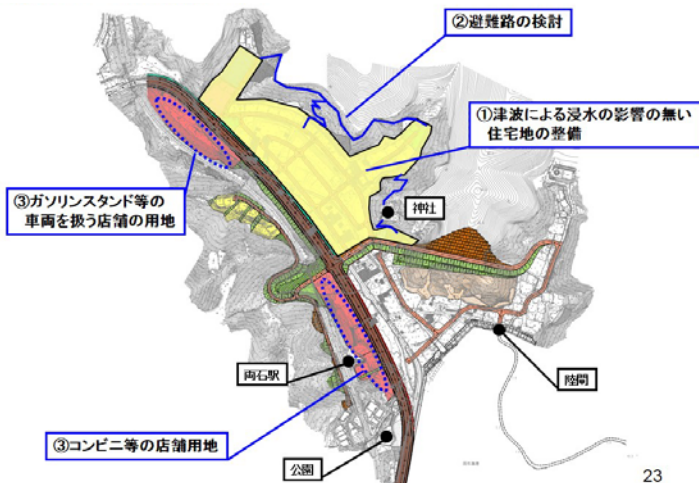 ②避難路の検討
①津波による浸水の影響の無い
住宅地の整備
③ガソリンスタンド等の
車両を扱う店舗の用地
神社
両石駅
陸閘
③コンビニ等の店舗用地
公園
23